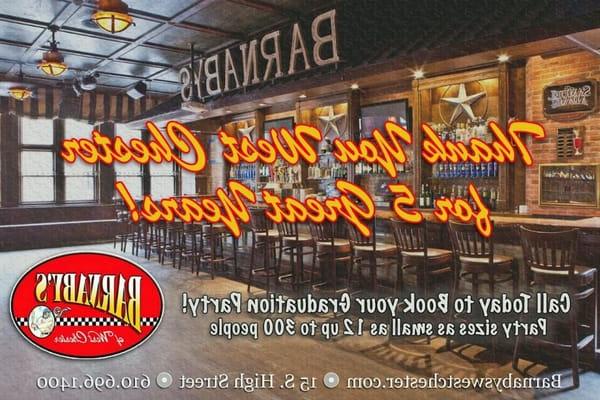 BARNABY'S
Thank You West Chester
for 5 Great Years!
BARNABY'S
of West Chester
Call Today to Book your Graduation Party!
Party sizes as small as 12 up to 300 people
Barnabyswestchester.com • 15 S. High Street • 610.696.1400